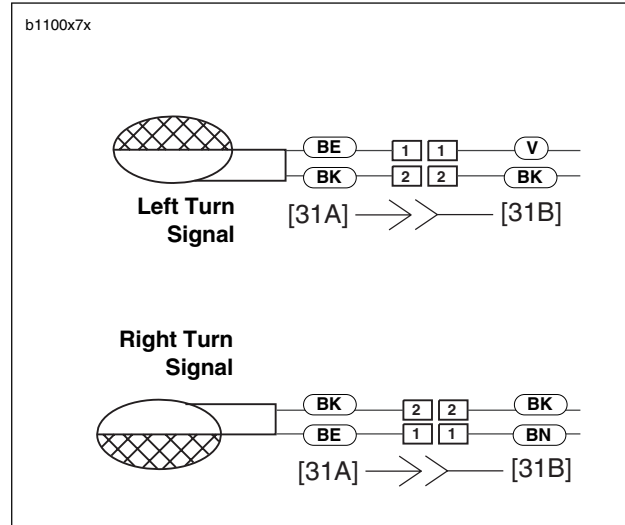 b1100x7x
BE 1 1 V
BK 2 2 BK
Left Turn
Signal
[31A] [31B]
Right Turn
Signal
BK 2 2 BK
BE 1 1 BN
[31A] [31B]